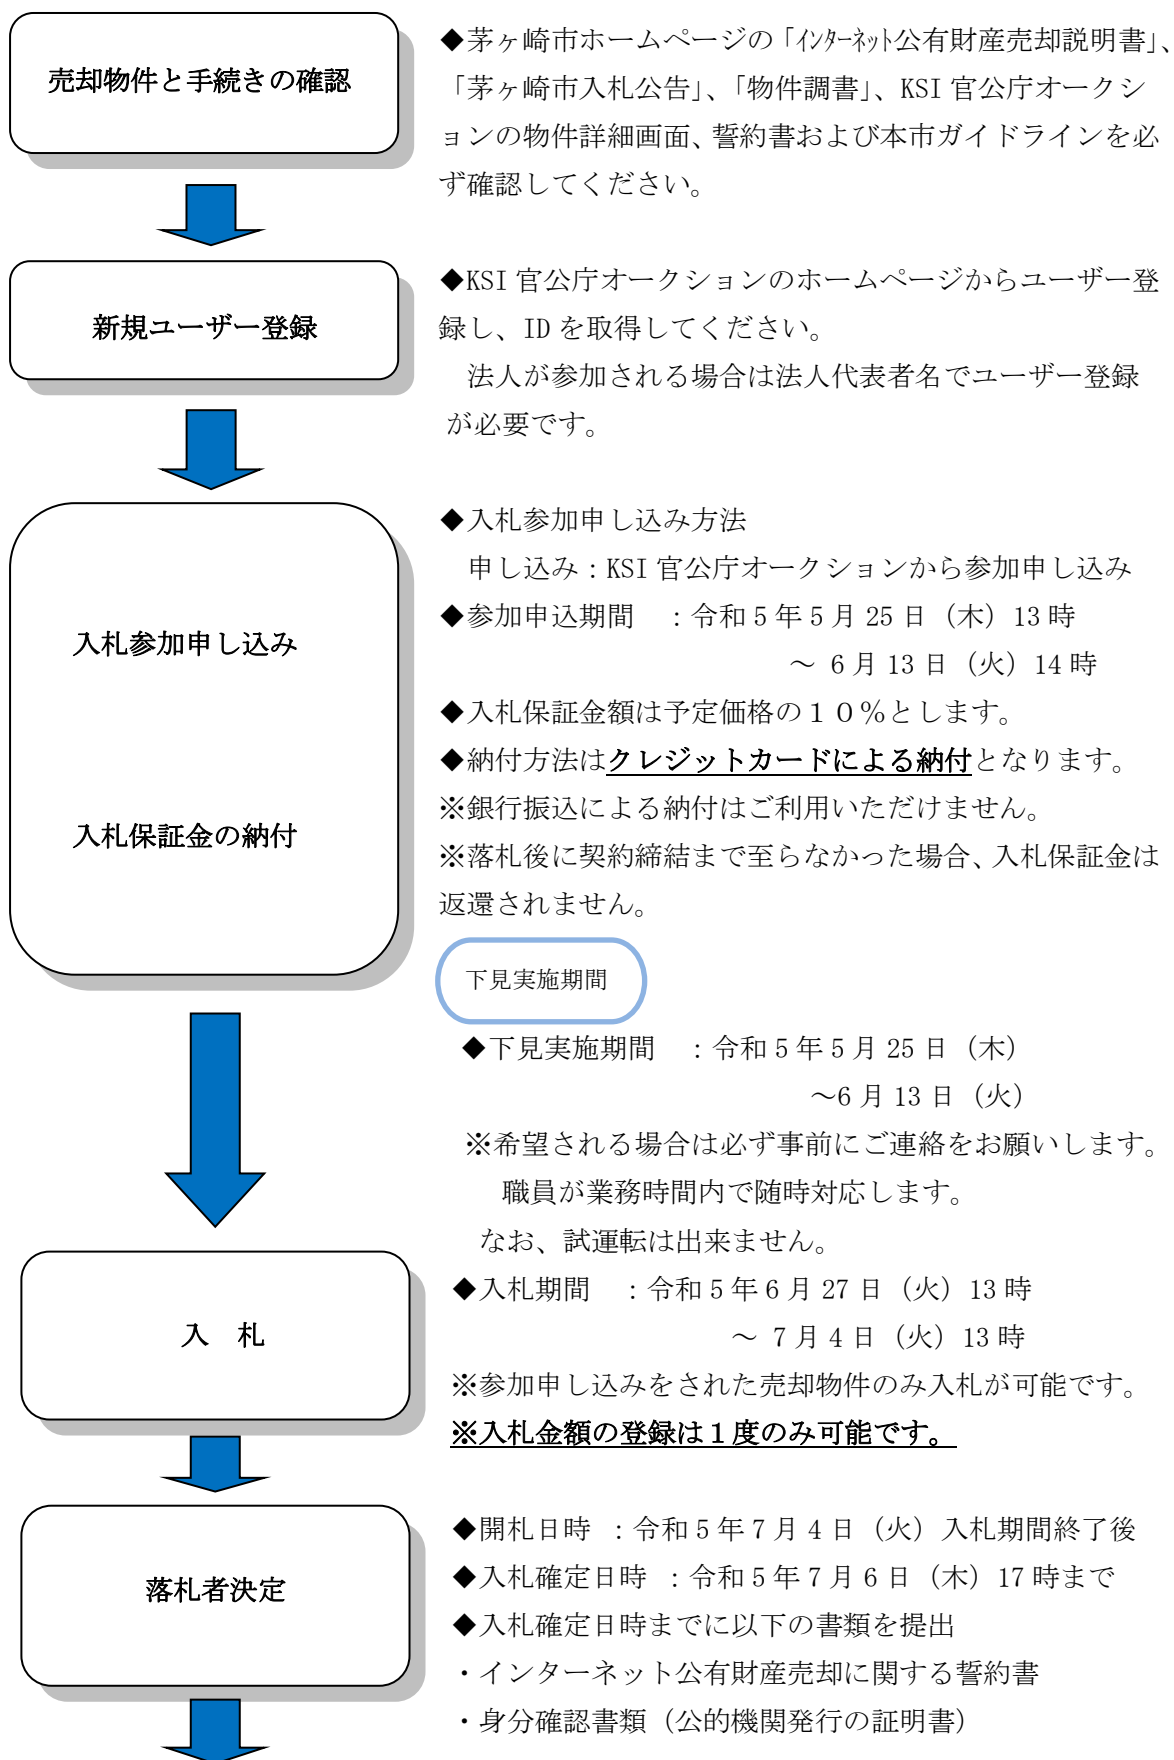 売却物件と手続きの確認
◆茅ヶ崎市ホームページの「ｲﾝﾀｰﾈｯﾄ公有財産売却説明書」、
「茅ヶ崎市入札公告」、「物件調書」、KSI 官公庁オークシ
ョンの物件詳細画面、誓約書および本市ガイドラインを必
ず確認してください。
新規ユーザー登録
◆KSI 官公庁オークションのホームページからユーザー登
録し、ID を取得してください。
法人が参加される場合は法人代表者名でユーザー登録
が必要です。
入札参加申し込み
入札保証金の納付
◆入札参加申し込み方法
申し込み：KSI 官公庁オークションから参加申し込み
◆参加申込期間　：令和 5 年 5 月 25 日（木）13 時
～ 6 月 13 日（火）14 時
◆入札保証金額は予定価格の１０％とします。
◆納付方法はクレジットカードによる納付となります。
※銀行振込による納付はご利用いただけません。
※落札後に契約締結まで至らなかった場合、入札保証金は
返還されません。
下見実施期間
◆下見実施期間　：令和 5 年 5 月 25 日（木）
～6 月 13 日（火）
※希望される場合は必ず事前にご連絡をお願いします。
職員が業務時間内で随時対応します。
なお、試運転は出来ません。
入　札
◆入札期間　：令和 5 年 6 月 27 日（火）13 時
～ 7 月 4 日（火）13 時
※参加申し込みをされた売却物件のみ入札が可能です。
※入札金額の登録は１度のみ可能です。
落札者決定
◆開札日時 ：令和 5 年 7 月 4 日（火）入札期間終了後
◆入札確定日時 ：令和 5 年 7 月 6 日（木）17 時まで
◆入札確定日時までに以下の書類を提出
・インターネット公有財産売却に関する誓約書
・身分確認書類（公的機関発行の証明書）